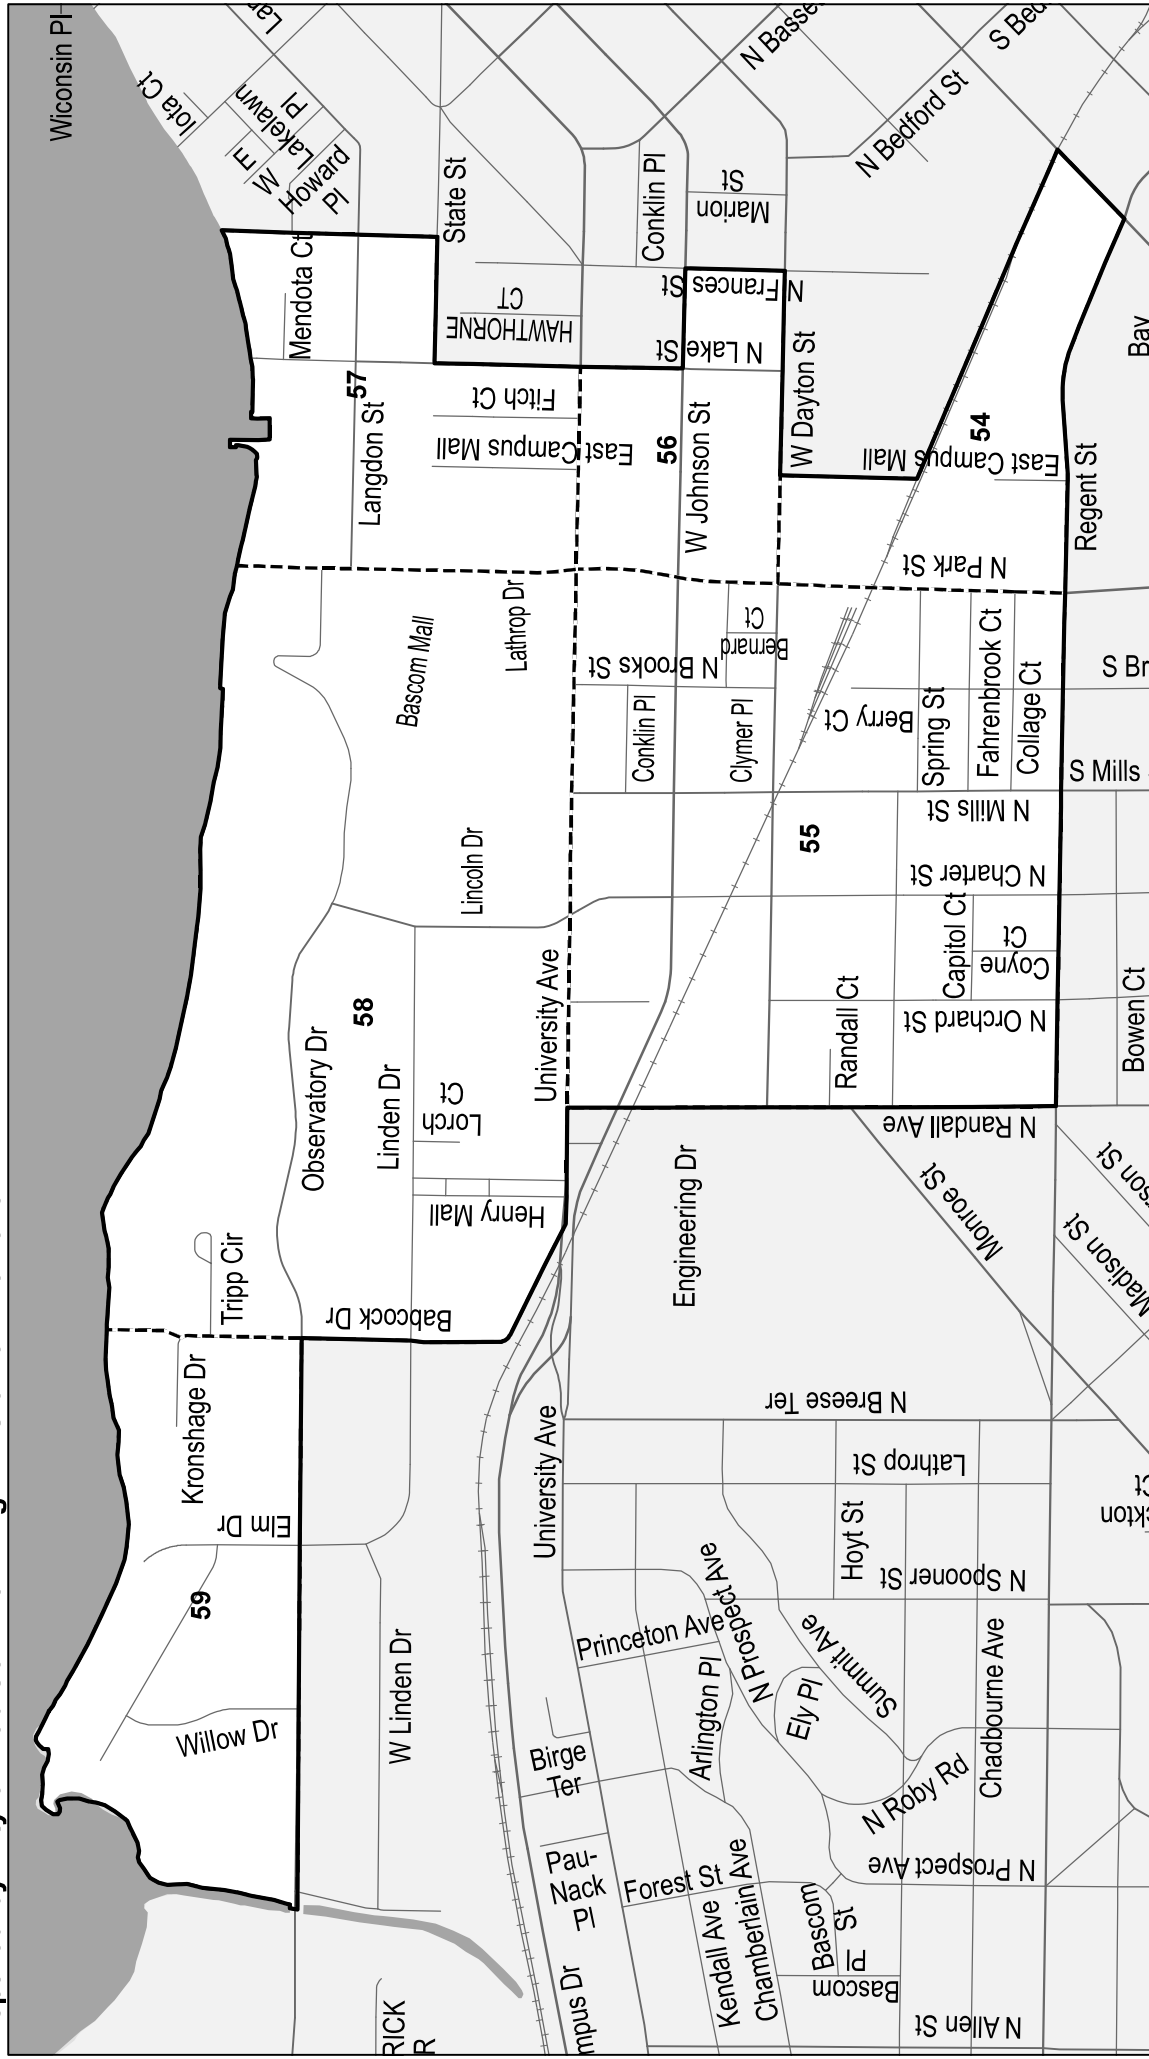 Wiconsin Pl
Iota Ct
Lakelawn
Pl
E
W
Howard
Pl
State St
N Bedford St
Conklin Pl
Marion
St
N Frances
St
HAWTHORNE
CT
Mendota Ct
N Lake St
W Dayton St
57
Langdon St
Fitch Ct
East Campus Mall
56
W Johnson St
54
East Campus Mall
Regent St
N Park St
Bascom Mall
Lathrop Dr
N Brooks St
Bernard
Ct
Conklin Pl
Clymer Pl
Berry Ct
Spring St
Fahrenbrook Ct
Collage Ct
S Br
S Mills
N Mills St
55
N Charter St
Lincoln Dr
Capitol Ct
Coyne
Ct
University Ave
58
Observatory Dr
Linden Dr
Lorch
Ct
Randall Ct
N Orchard St
Bowen Ct
N Randall Ave
Henry Mall
Engineering Dr
Monroe St
Madison St
Tripp Cir
Babcock Dr
Kronshage Dr
N Breese Ter
University Ave
Lathrop St
Elm Dr
Hoyt St
N Spooner St
59
Princeton Ave
N Prospect Ave
Summit Ave
Arlington Pl
Ely Pl
Chadbourne Ave
W Linden Dr
Willow Dr
Birge
Ter
N Roby Rd
Pau-
Nack
Pl
Forest St
N Prospect Ave
Kendall Ave
Chamberlain Ave
Bascom
St
Bascom
Pl
N Allen St
mpus Dr
RICK
R
Bay